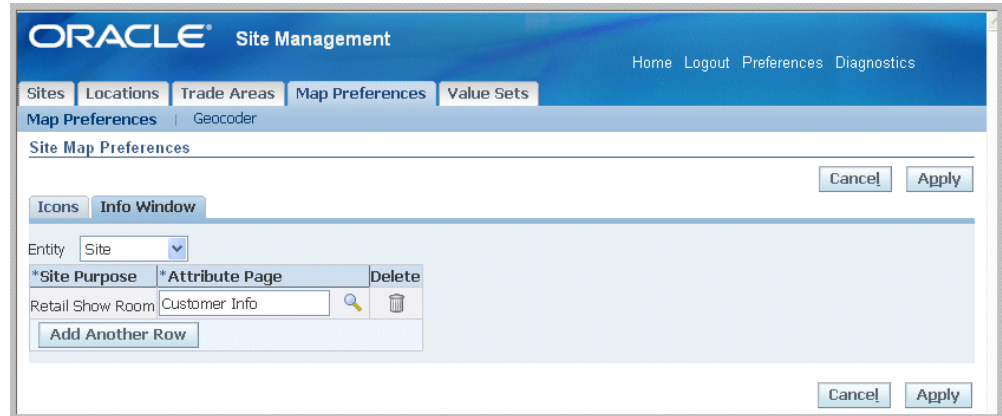 ORACLE® Site Management
Home Logout Preferences Diagnostics
Sites Locations Trade Areas Map Preferences Value Sets
Map Preferences | Geocoder
Site Map Preferences
Cancel Apply
Icons Info Window
Entity Site
*Site Purpose *Attribute Page Delete
Retail Show Room Customer Info
Add Another Row
Cancel Apply